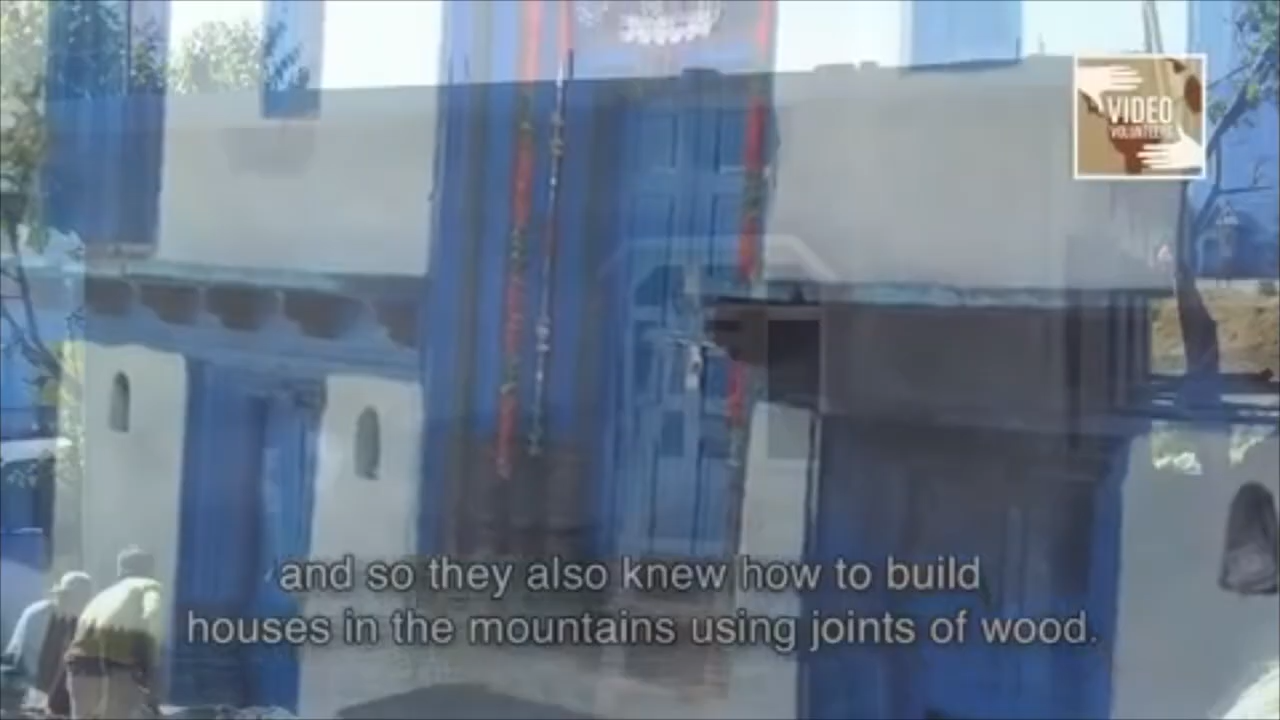 VIDEO
VOLUNTEERS
and so they also knew how to build
houses in the mountains using joints of wood.